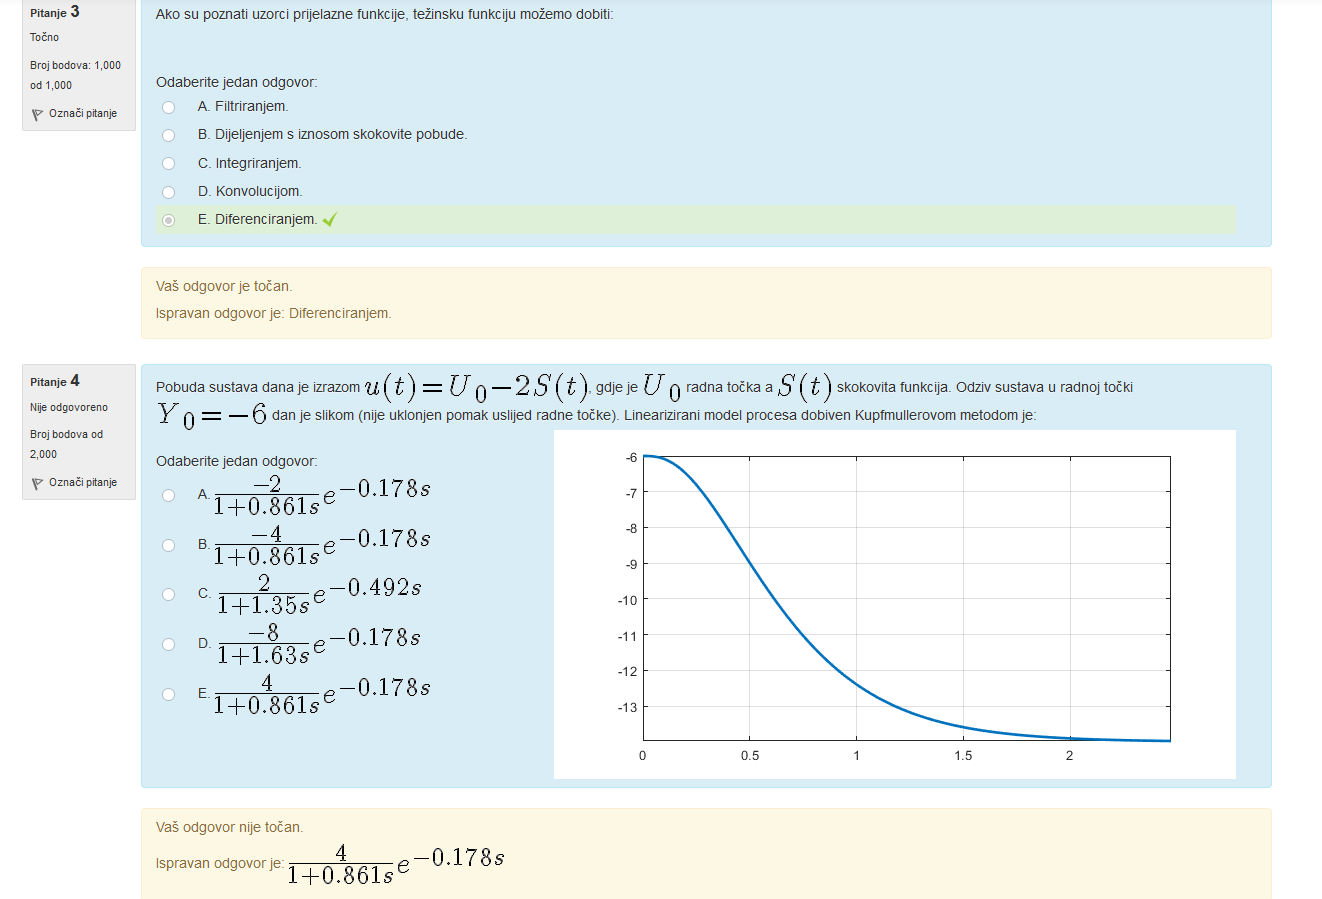 Pitanje 3
Točno
Broj bodova: 1,000
od 1,000
Označi pitanje
Ako su poznati uzorci prijelazne funkcije, težinsku funkciju možemo dobiti:
Odaberite jedan odgovor:
A. Filtriranjem.
B. Dijeljenjem s iznosom skokovite pobude.
C. Integriranjem.
D. Konvolucijom.
E. Diferenciranjem.
Vaš odgovor je točan.
Ispravan odgovor je: Diferenciranjem.
Pitanje 4
Nije odgovoreno
Broj bodova od
2,000
Označi pitanje
Pobuda sustava dana je izrazom u(t)=U_0−2S(t), gdje je U_0 radna točka a S(t) skokovita funkcija. Odziv sustava u radnoj točki
Y_0=−6 dan je slikom (nije uklonjen pomak uslijed radne točke). Linearizirani model procesa dobiven Kupfmullerovom metodom je:
Odaberite jedan odgovor:
A. \frac{-2}{1+0.861s}e^{-0.178s}
B. \frac{-4}{1+0.861s}e^{-0.178s}
C. \frac{2}{1+1.35s}e^{-0.492s}
D. \frac{-8}{1+1.63s}e^{-0.178s}
E. \frac{4}{1+0.861s}e^{-0.178s}
-6
-7
-8
-9
-10
-11
-12
-13
0 0.5 1 1.5 2
Vaš odgovor nije točan.
Ispravan odgovor je: \frac{4}{1+0.861s}e^{-0.178s}